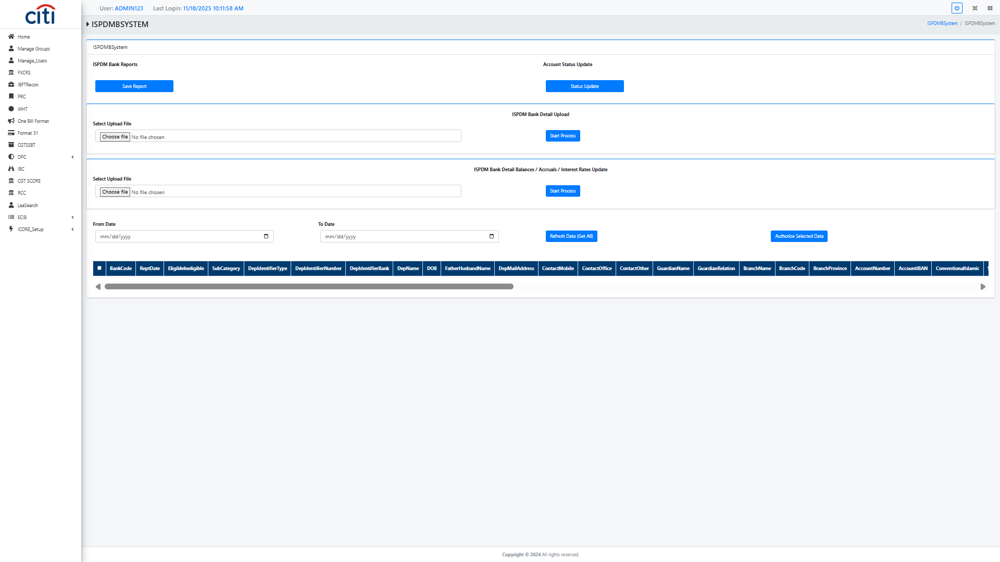 citi
User: ADMIN123 Last Login: 11/18/2025 10:11:58 AM
ISPDMBSYSTEM
ISPDMBSystem / ISPDMBSystem
Home
Manage Groups
Manage_Users
FXCRS
IBFTRecon
PRC
WHT
One Bill Format
Format 31
CGTSSBT
DPC
IBC
CGT SCORE
RCC
LeaSearch
ECIB
ICORE_Setup
ISPDMBSystem
ISPDM Bank Reports
Account Status Update
Save Report
Status Update
ISPDM Bank Detail Upload
Select Upload File
Choose file No file chosen
Start Process
ISPDM Bank Detail Balances / Accruals / Interest Rates Update
Select Upload File
Choose file No file chosen
Start Process
From Date
To Date
mm/dd/yyyy
mm/dd/yyyy
Refresh Data (Get All)
Authorize Selected Data
BankCode ReptDate EligibleIneligible SubCategory DepIdentifierType DepIdentifierNumber DepIdentifierBank DepName DOB FatherHusbandName DepMailAddress ContactMobile ContactOffice ContactOther GuardianName GuardianRelation BranchName BranchCode BranchProvince AccountNumber AccountIBAN ConventionalIslamic
Copyright © 2024 All rights reserved.